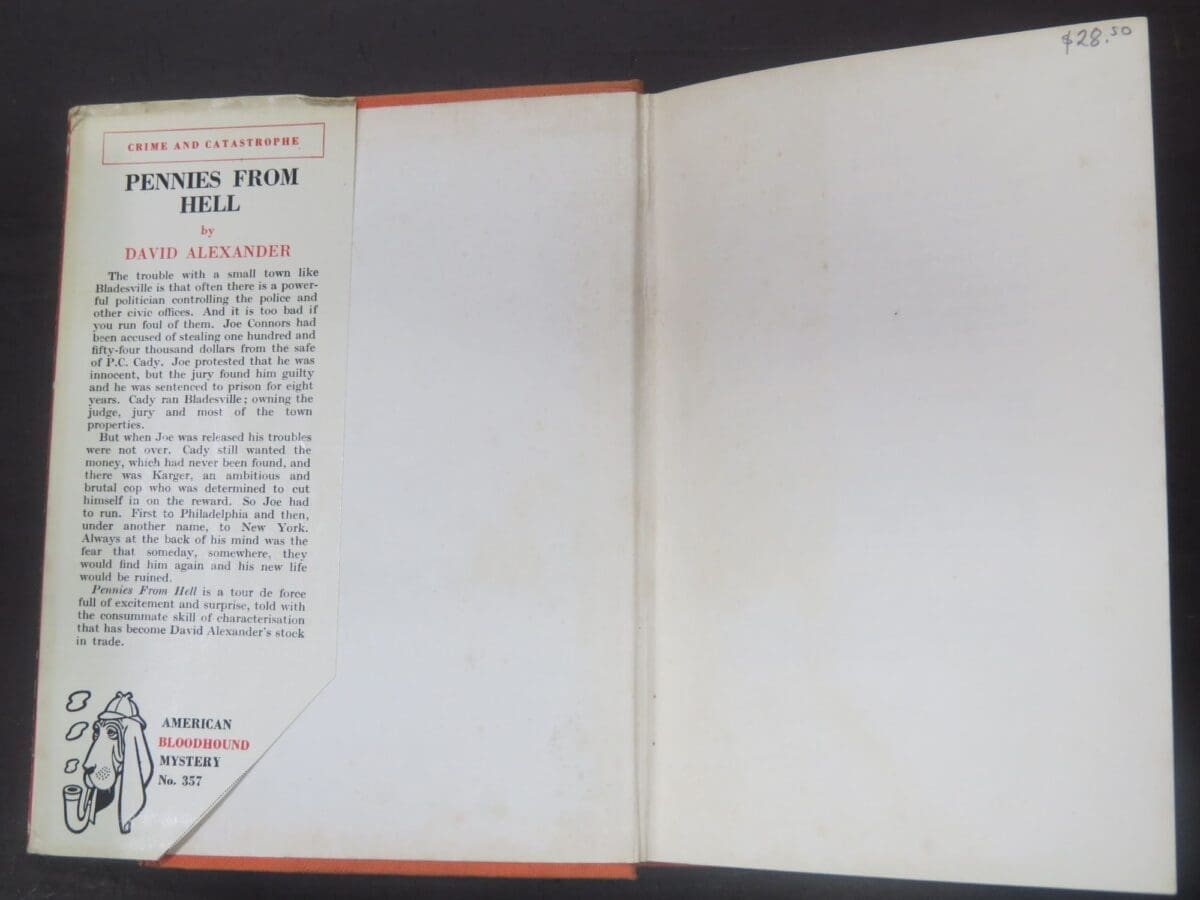 CRIME AND CATASTROPHE
PENNIES FROM
HELL
by
DAVID ALEXANDER
The trouble with a small town like
Bladesville is that often there is a power-
ful politician controlling the police and
other civic offices. And it is too bad if
you run foul of them. Joe Connors had
been accused of stealing one hundred and
fifty-four thousand dollars from the safe
of P.C. Cady. Joe protested that he was
innocent, but the jury found him guilty
and he was sentenced to prison for eight
years. Cady ran Bladesville; owning the
judge, jury and most of the town
properties.
But when Joe was released his troubles
were not over. Cady still wanted the
money, which had never been found, and
there was Karger, an ambitious and
brutal cop who was determined to cut
himself in on the reward. So Joe had
to run. First to Philadelphia and then,
under another name, to New York.
Always at the back of his mind was the
fear that someday, somewhere, they
would find him again and his new life
would be ruined.
Pennies From Hell is a tour de force
full of excitement and surprise, told with
the consummate skill of characterisation
that has become David Alexander's stock
in trade.
AMERICAN
BLOODHOUND
MYSTERY
No. 357
$28.50